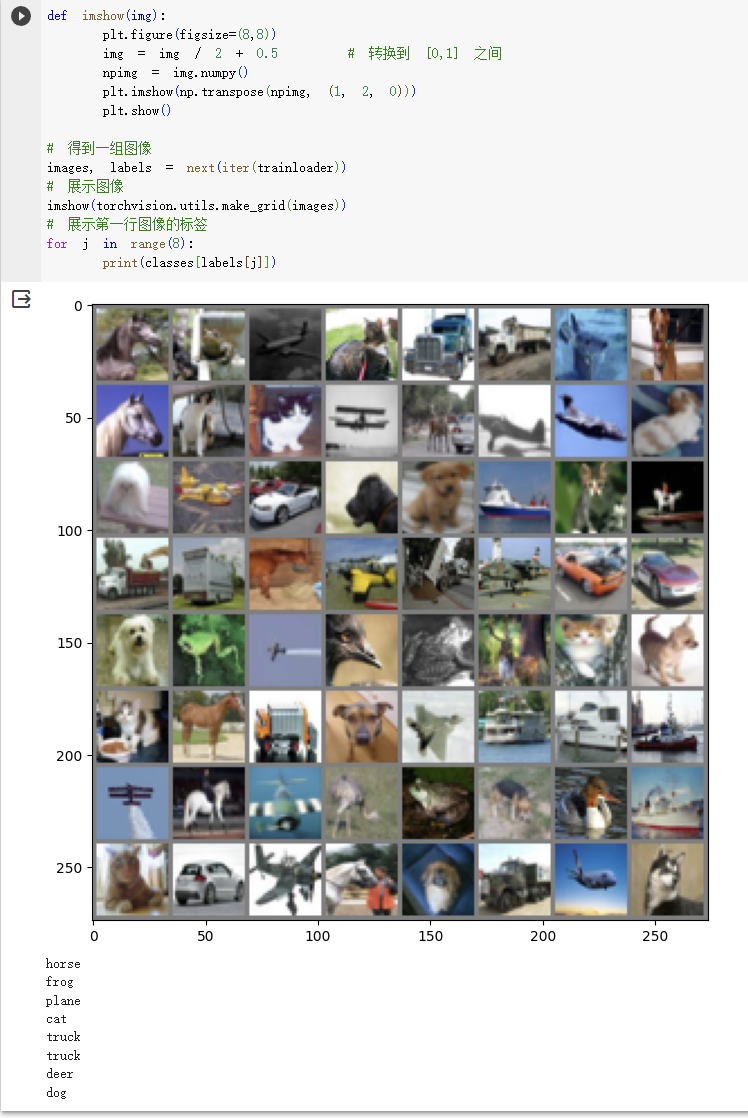 def imshow(img):
plt.figure(figsize=(8,8))
img = img / 2 + 0.5 # 转换到 [0,1] 之间
npimg = img.numpy()
plt.imshow(np.transpose(npimg, (1, 2, 0)))
plt.show()
# 得到一组图像
images, labels = next(iter(trainloader))
# 展示图像
imshow(torchvision.utils.make_grid(images))
# 展示第一行图像的标签
for j in range(8):
print(classes[labels[j]])
0
50
100
150
200
250
0 50 100 150 200 250
horse
frog
plane
cat
truck
truck
deer
dog